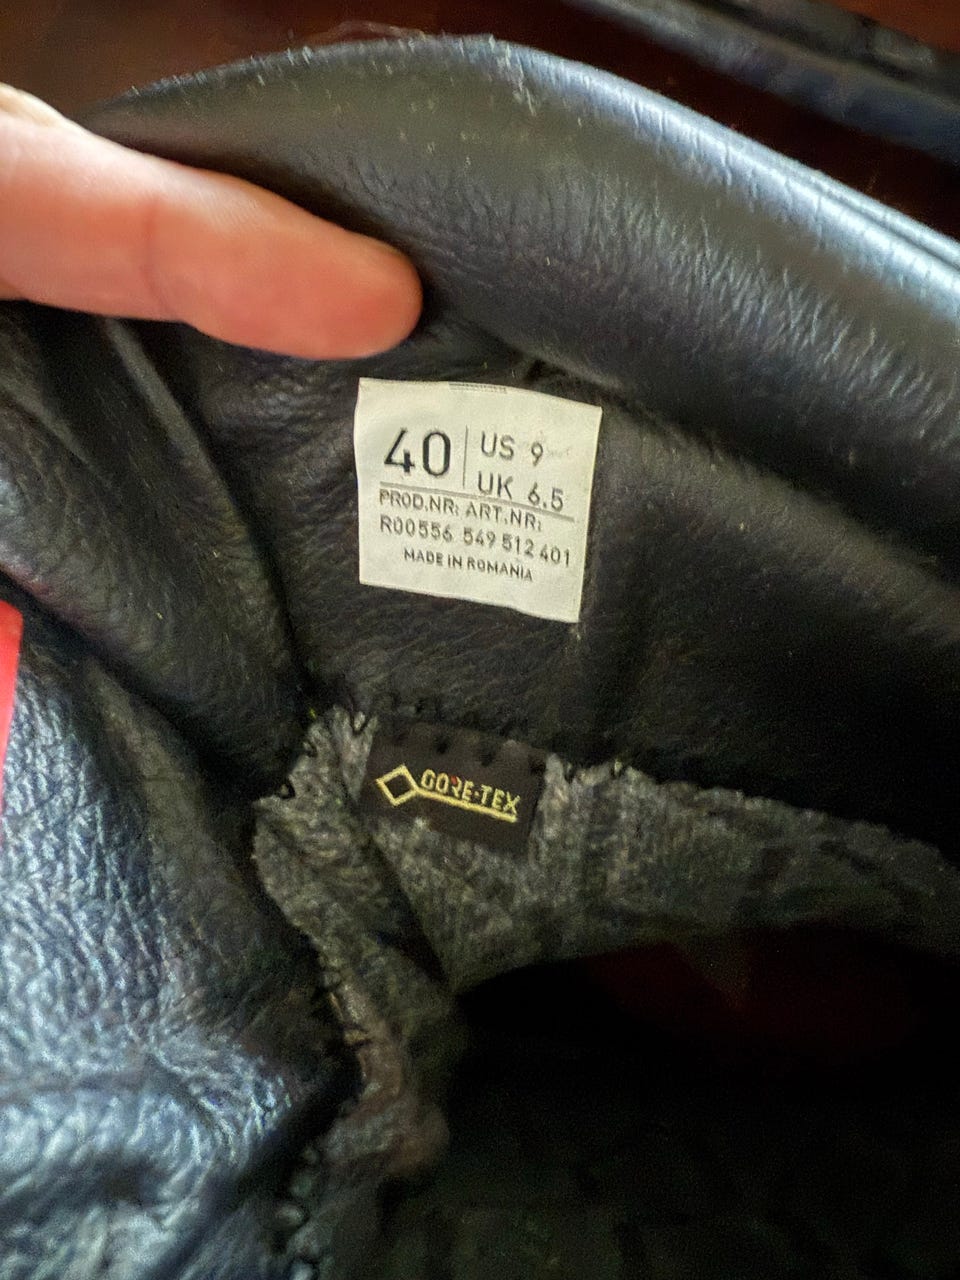 40
US 9
UK 6.5
PROD.NR: ART.NR:
R00556 549 512 401
MADE IN ROMANIA
GORE-TEX